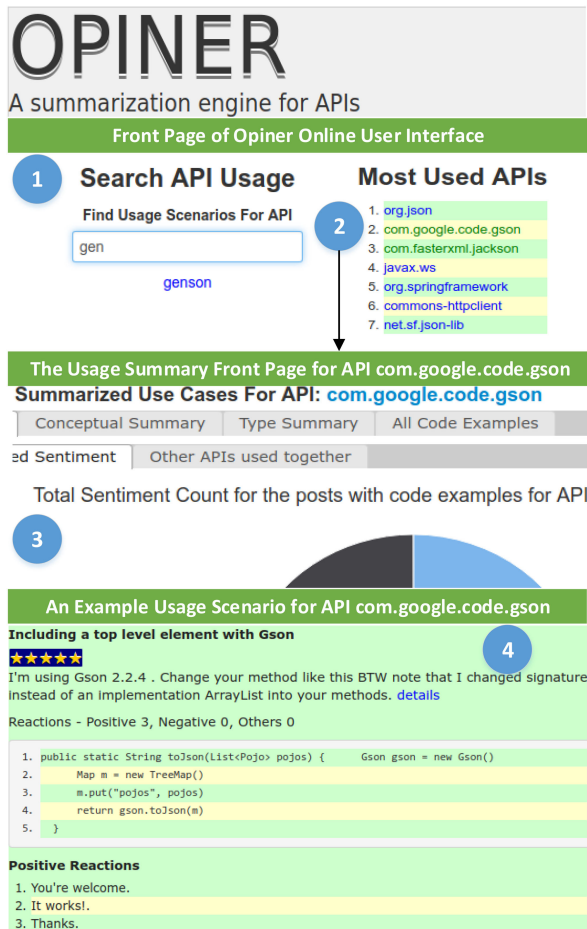 OPINER
A summarization engine for APIs
Front Page of Opiner Online User Interface
1
Search API Usage
Find Usage Scenarios For API
gen
genson
2
Most Used APIs
1. org.json
2. com.google.code.gson
3. com.fasterxml.jackson
4. javax.ws
5. org.springframework
6. commons-httpclient
7. net.sf.json-lib
The Usage Summary Front Page for API com.google.code.gson
Summarized Use Cases For API: com.google.code.gson
Conceptual Summary Type Summary All Code Examples
ed Sentiment Other APIs used together
Total Sentiment Count for the posts with code examples for API
3
An Example Usage Scenario for API com.google.code.gson
Including a top level element with Gson
4
I'm using Gson 2.2.4 . Change your method like this BTW note that I changed signature
instead of an implementation ArrayList into your methods. details
Reactions - Positive 3, Negative 0, Others 0
1. public static String toJson(List<Pojo> pojos) { Gson gson = new Gson()
2. Map m = new TreeMap()
3. m.put("pojos", pojos)
4. return gson.toJson(m)
5. }
Positive Reactions
1. You're welcome.
2. It works!.
3. Thanks.